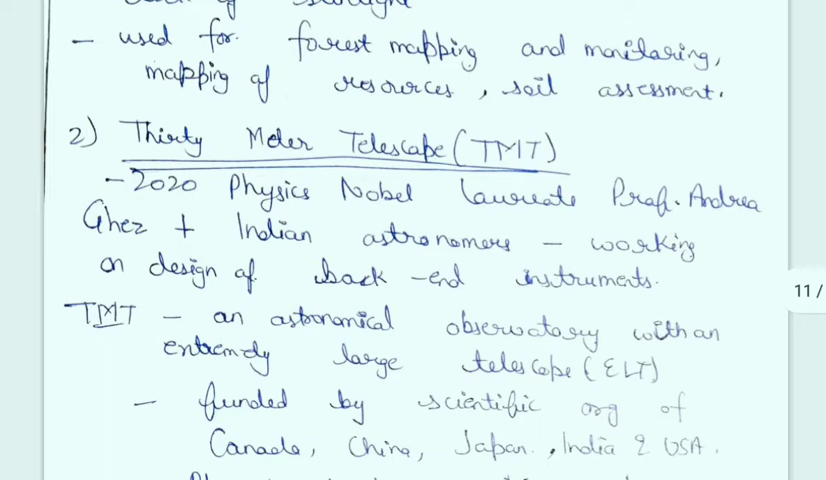 - used for forest mapping and monitoring,
mapping of resources, soil assessment.
2) Thirty Meter Telescope (TMT)
- 2020 Physics Nobel Laureate Prof. Andrea
Ghez + Indian astronomers - working
on design of back-end instruments.
TMT - an astronomical observatory with an
extremely large telescope (ELT)
11 /
- funded by scientific org of
Canada, China, Japan, India & USA.